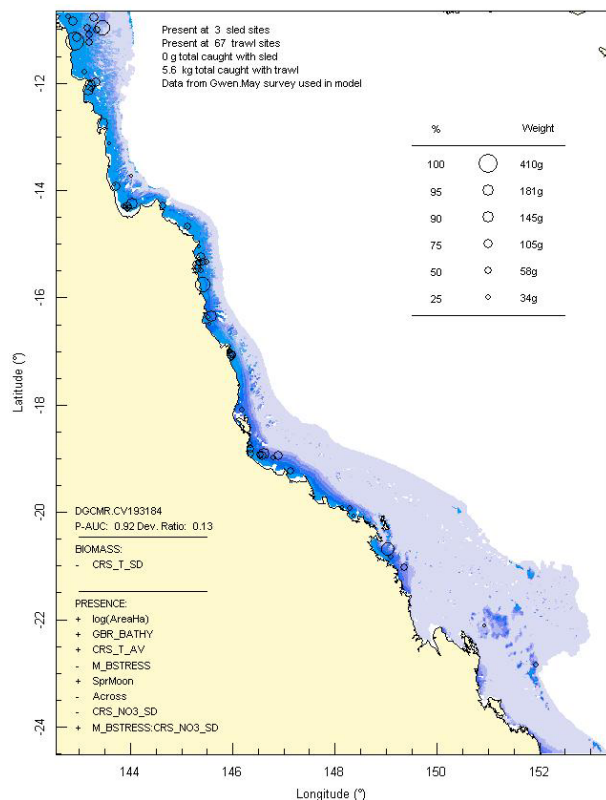 Present at 3 sled sites
Present at 67 trawl sites
0 g total caught with sled
5.6 kg total caught with trawl
Data from Gwen.May survey used in model
% Weight
100 410g
95 181g
90 145g
75 105g
50 58g
25 34g
-12
-14
-16
-18
-20
-22
-24
Latitude (°)
DGCMR.CV193184
P-AUC: 0.92 Dev. Ratio: 0.13
BIOMASS:
- CRS_T_SD
PRESENCE:
+ log(AreaHa)
+ GBR_BATHY
+ CRS_T_AV
- M_BSTRESS
+ SprMoon
- Across
- CRS_NO3_SD
+ M_BSTRESS:CRS_NO3_SD
144 146 148 150 152
Longitude (°)